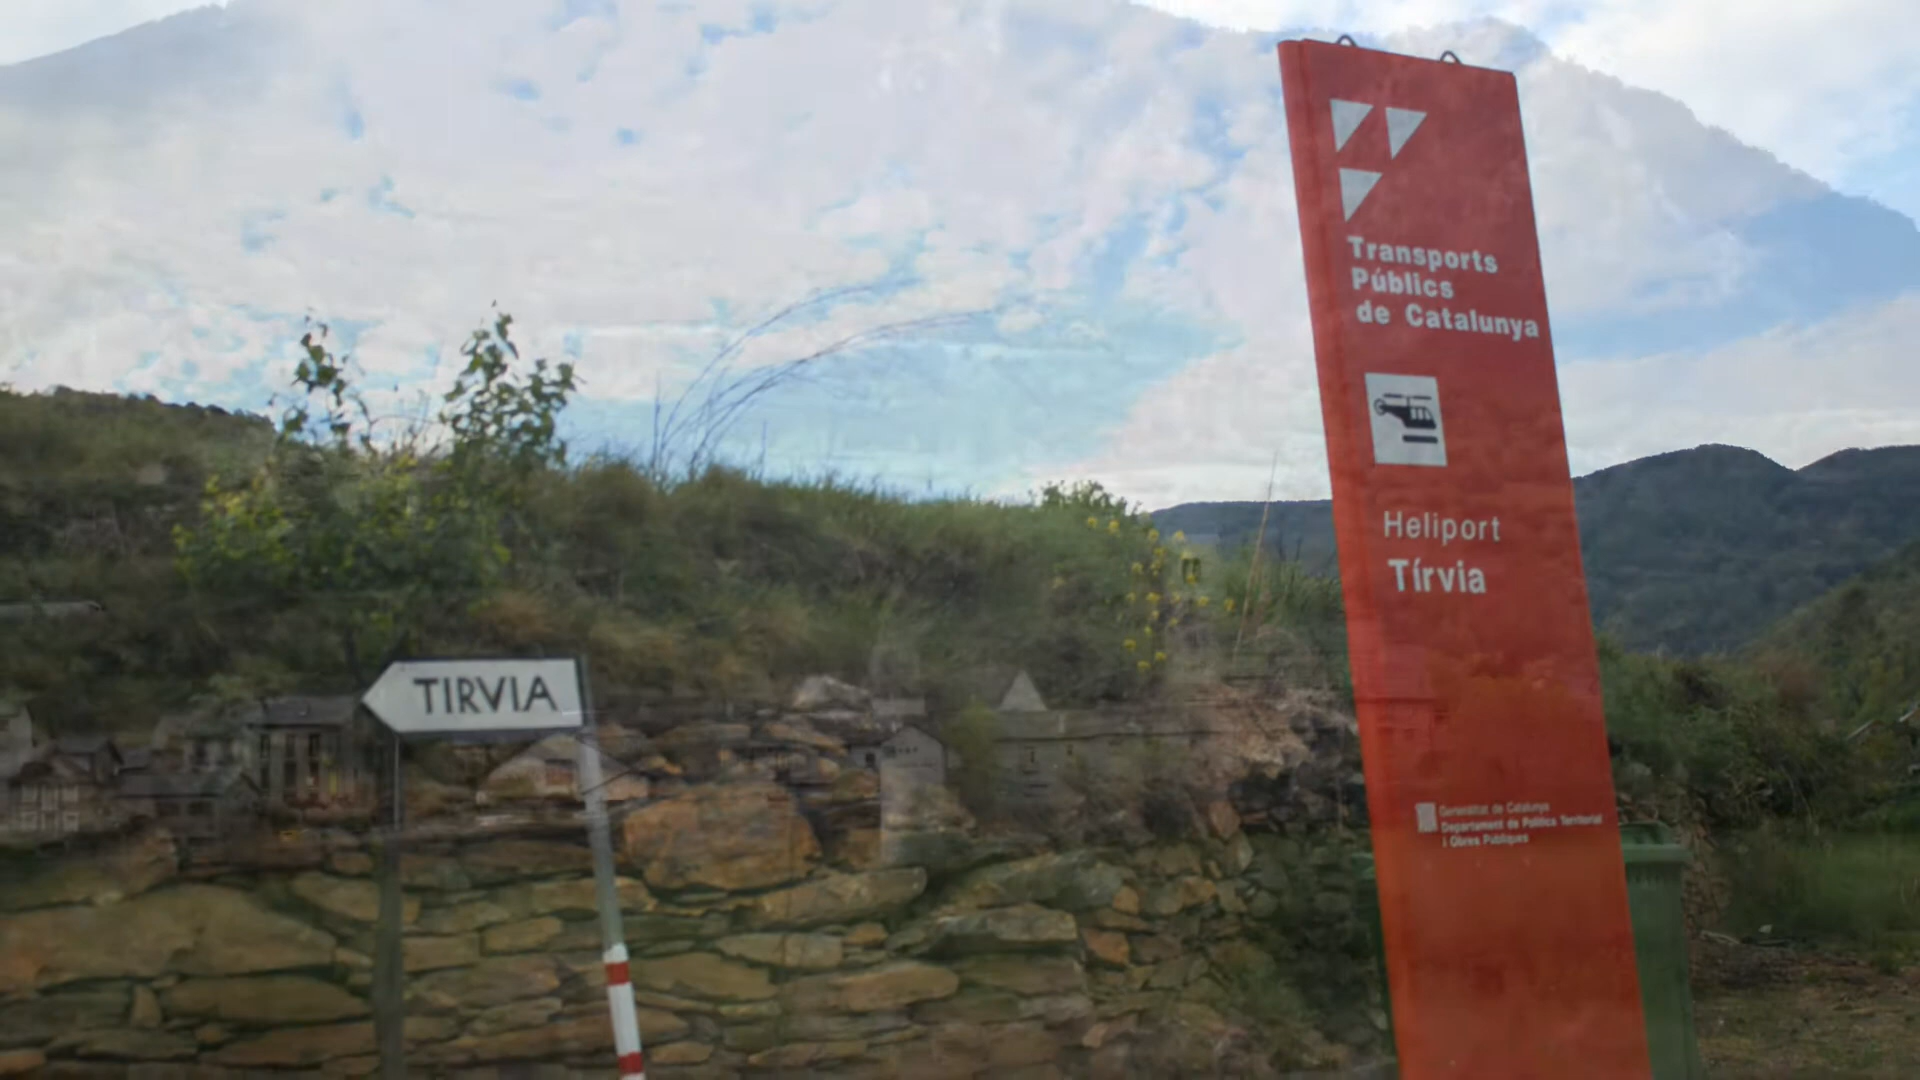 Transports
Públics
de Catalunya
Heliport
Tírvia
TIRVIA
Generalitat de Catalunya
Departament de Política Territorial
i Obres Públiques